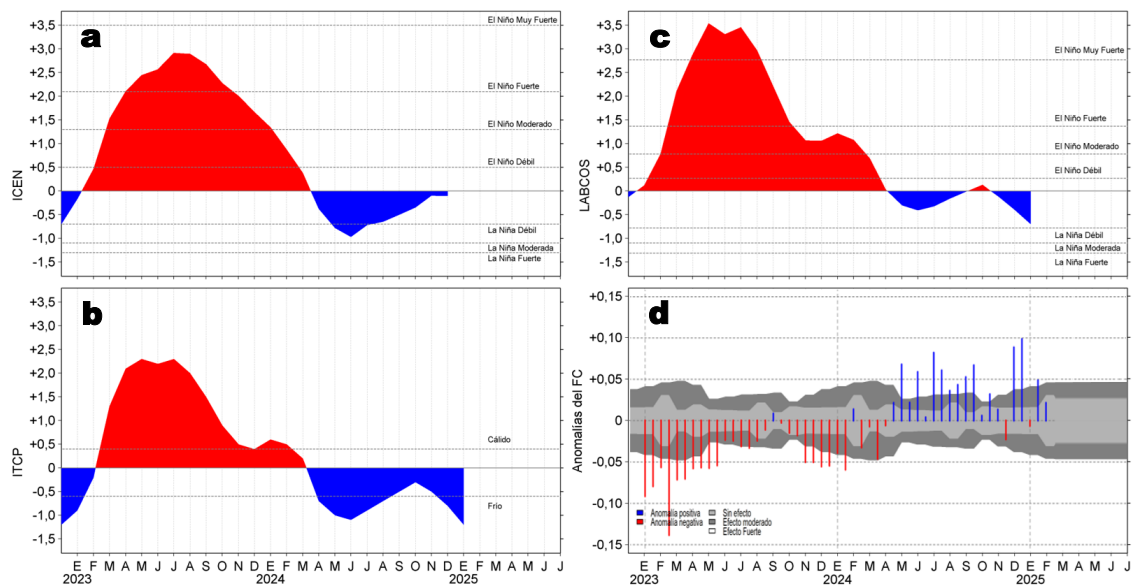 a
+3,5
+3,0
+2,5
+2,0
+1,5
+1,0
+0,5
0
-0,5
-1,0
-1,5
ICEN
El Niño Muy Fuerte
El Niño Fuerte
El Niño Moderado
El Niño Débil
La Niña Débil
La Niña Moderada
La Niña Fuerte
c
+3,5
+3,0
+2,5
+2,0
+1,5
+1,0
+0,5
0
-0,5
-1,0
-1,5
LABCOS
El Niño Muy Fuerte
El Niño Fuerte
El Niño Moderado
El Niño Débil
La Niña Débil
La Niña Moderada
La Niña Fuerte
b
+3,5
+3,0
+2,5
+2,0
+1,5
+1,0
+0,5
0
-0,5
-1,0
-1,5
ITCP
Cálido
Frío
E F M A M J J A S O N D E F M A M J J A S O N D E F M A M J J
2023 2024 2025
d
+0,15
+0,10
+0,05
0
-0,05
-0,10
-0,15
Anomalías del FC
Anomalía positiva
Anomalía negativa
Sin efecto
Efecto moderado
Efecto Fuerte
E F M A M J J A S O N D E F M A M J J A S O N D E F M A M J J
2023 2024 2025